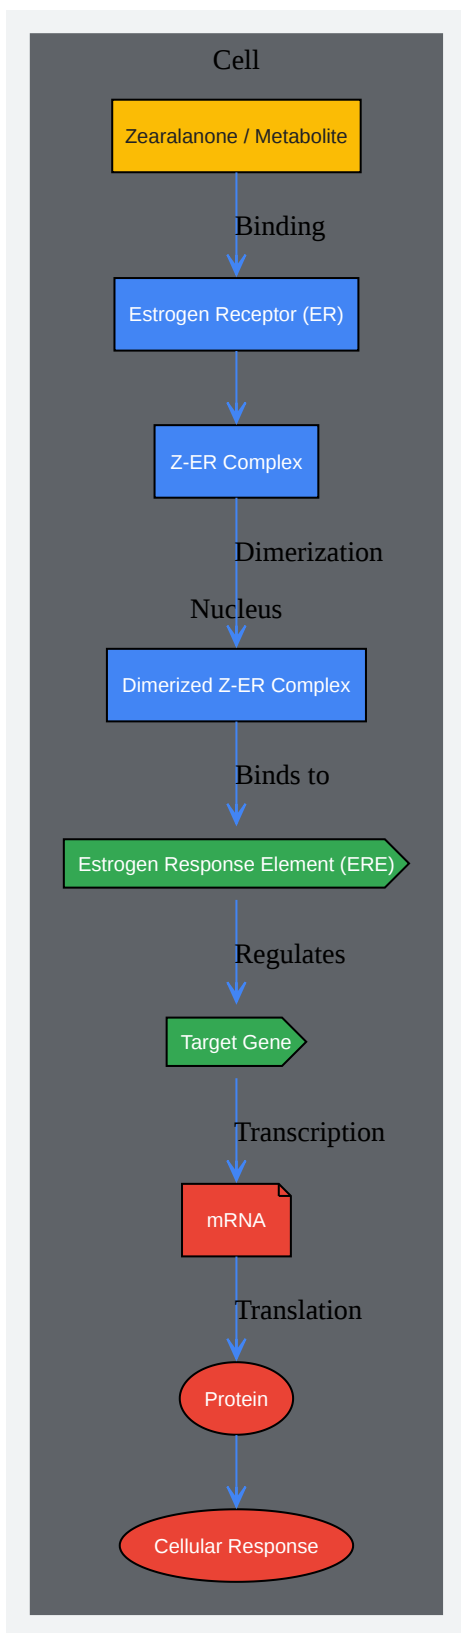 Cell
Zearalanone / Metabolite
Binding
Estrogen Receptor (ER)
Z-ER Complex
Dimerization
Nucleus
Dimerized Z-ER Complex
Binds to
Estrogen Response Element (ERE)
Regulates
Target Gene
Transcription
mRNA
Translation
Protein
Cellular Response